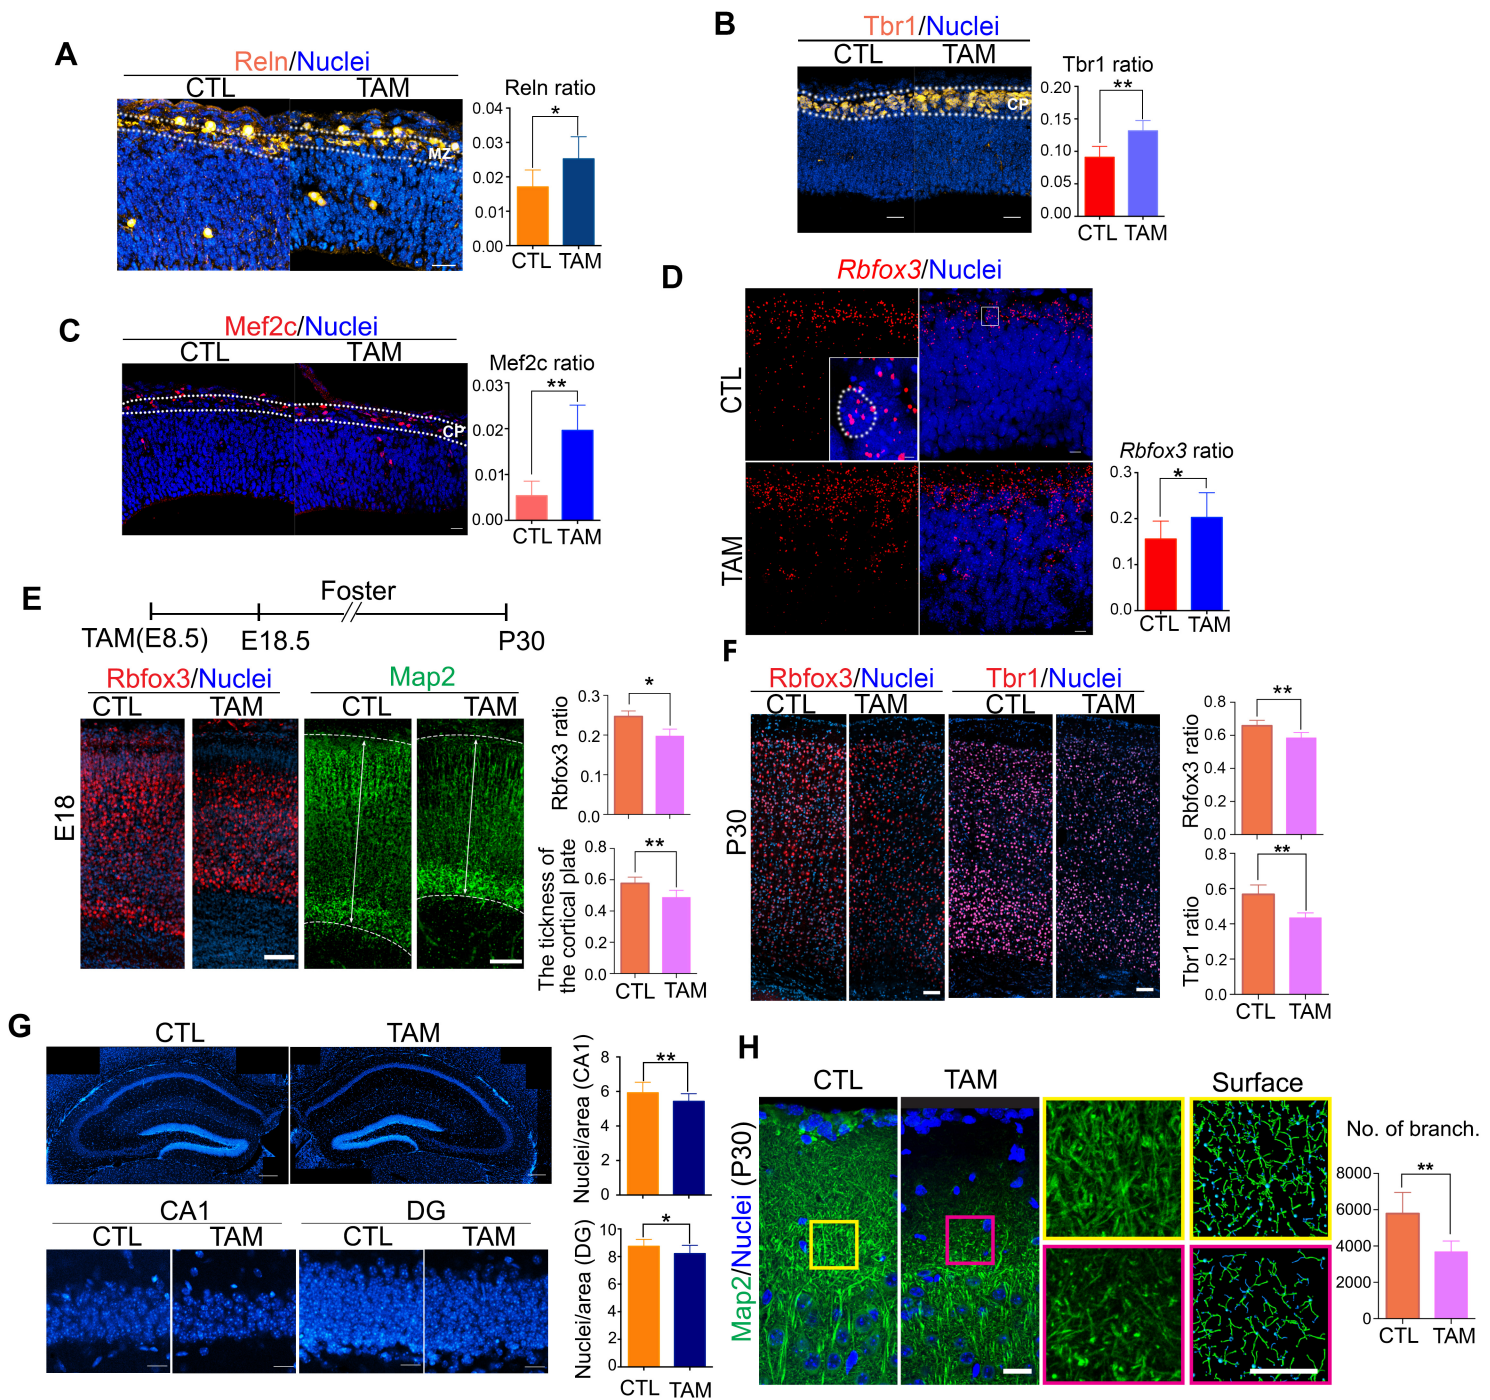 A
Reln/Nuclei
CTL
TAM
MZ
Reln ratio
*
0.04
0.03
0.02
0.01
0.00
CTL TAM
B
Tbr1/Nuclei
CTL
TAM
CP
Tbr1 ratio
**
0.20
0.15
0.10
0.05
0.00
CTL TAM
C
Mef2c/Nuclei
CTL
TAM
CP
Mef2c ratio
**
0.03
0.02
0.01
0.00
CTL TAM
D
Rbfox3/Nuclei
CTL
TAM
Rbfox3 ratio
*
0.3
0.2
0.1
0.0
CTL TAM
E
Foster
TAM(E8.5)
E18.5
P30
Rbfox3/Nuclei
Map2
CTL
TAM
CTL
TAM
E18
Rbfox3 ratio
*
0.3
0.2
0.1
0.0
The tickness of
the cortical plate
**
0.8
0.6
0.4
0.2
0.0
CTL TAM
F
Rbfox3/Nuclei
Tbr1/Nuclei
CTL
TAM
CTL
TAM
P30
Rbfox3 ratio
**
0.8
0.6
0.4
0.2
0.0
Tbr1 ratio
**
0.8
0.6
0.4
0.2
0.0
CTL TAM
G
CTL
TAM
CA1
DG
CTL
TAM
CTL
TAM
Nuclei/area (CA1)
**
8
6
4
2
0
Nuclei/area (DG)
*
10
8
6
4
2
0
CTL TAM
H
CTL
TAM
Surface
Map2/Nuclei (P30)
No. of branch.
**
8000
6000
4000
2000
0
CTL TAM